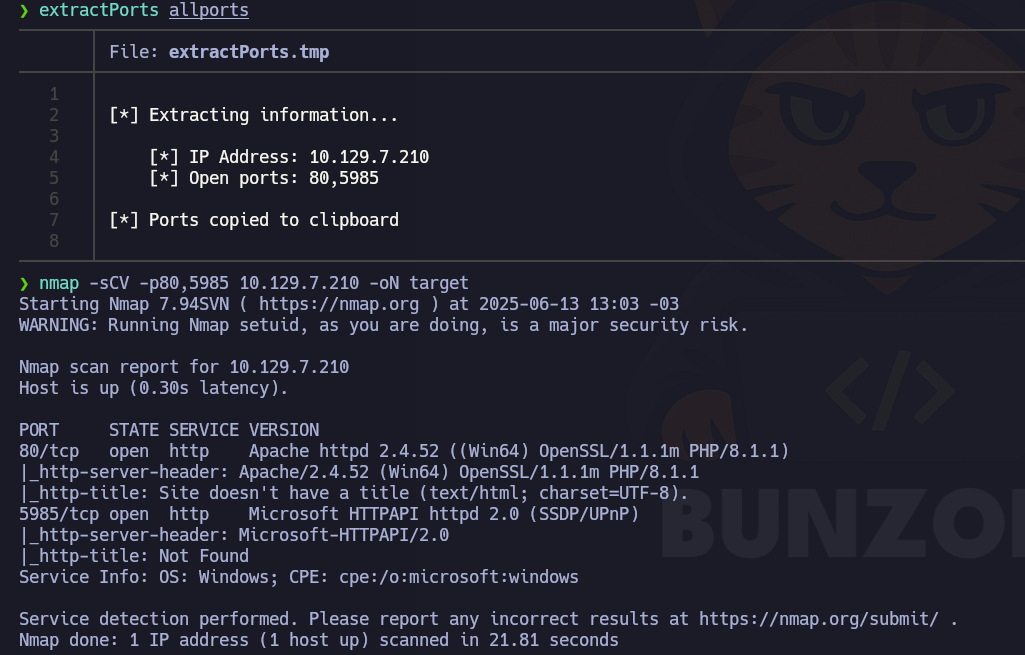 ❯ extractPorts allports
File: extractPorts.tmp
1
2 [*] Extracting information...
3
4 [*] IP Address: 10.129.7.210
5 [*] Open ports: 80,5985
6
7 [*] Ports copied to clipboard
8
❯ nmap -sCV -p80,5985 10.129.7.210 -oN target
Starting Nmap 7.94SVN ( https://nmap.org ) at 2025-06-13 13:03 -03
WARNING: Running Nmap setuid, as you are doing, is a major security risk.
Nmap scan report for 10.129.7.210
Host is up (0.30s latency).
PORT     STATE SERVICE VERSION
80/tcp   open  http    Apache httpd 2.4.52 ((Win64) OpenSSL/1.1.1m PHP/8.1.1)
|_http-server-header: Apache/2.4.52 (Win64) OpenSSL/1.1.1m PHP/8.1.1
|_http-title: Site doesn't have a title (text/html; charset=UTF-8).
5985/tcp open  http    Microsoft HTTPAPI httpd 2.0 (SSDP/UPnP)
|_http-server-header: Microsoft-HTTPAPI/2.0
|_http-title: Not Found
Service Info: OS: Windows; CPE: cpe:/o:microsoft:windows
Service detection performed. Please report any incorrect results at https://nmap.org/submit/ .
Nmap done: 1 IP address (1 host up) scanned in 21.81 seconds
<//>
BUNZO